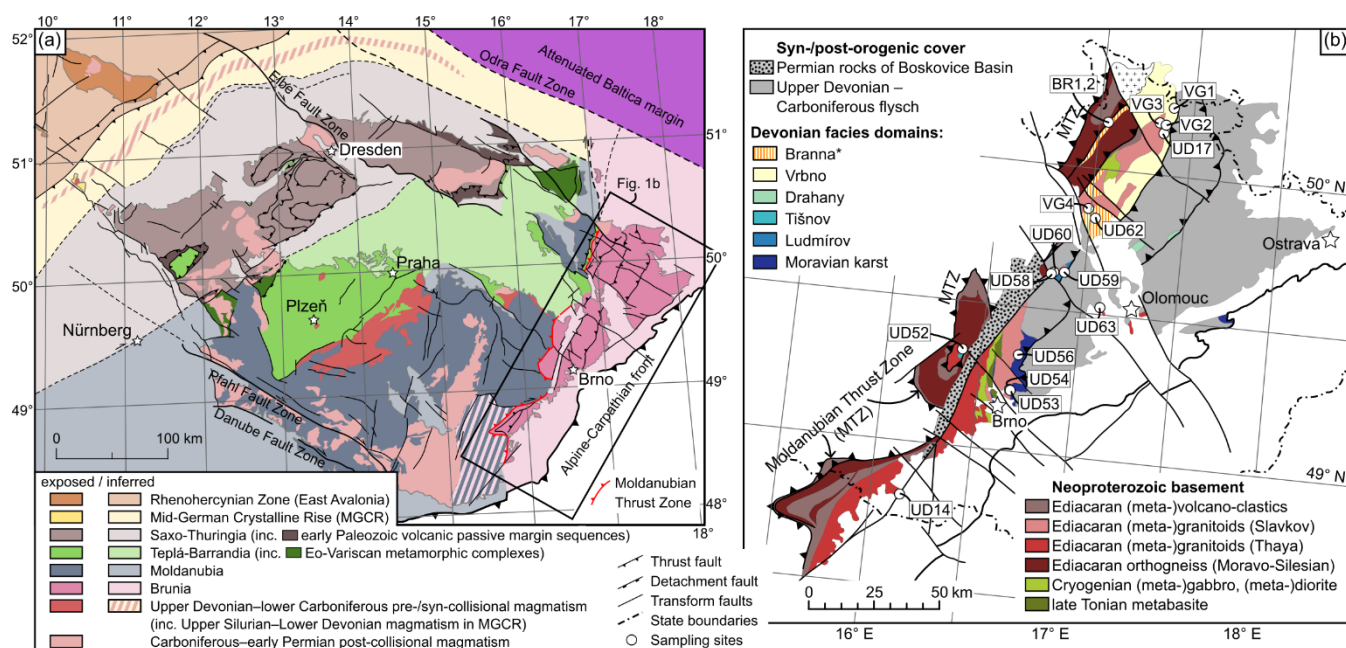 10° 11° 12° 13° 14° 15° 16° 17° 18°
52°
(a)
Elbe Fault Zone
Odra Fault Zone
Attenuated
Baltica margin
51°
51°
Dresden
Fig. 1b
50°
50°
Praha
Plzeň
Nürnberg
Brno
49°
49°
Pfahl Fault Zone
Danube Fault Zone
Alpine-Carpathian front
0 100 km
Moldanubian
Thrust Zone
48°
18°
exposed / inferred
Rhenohercynian Zone (East Avalonia)
Mid-German Crystalline Rise (MGCR)
Saxo-Thuringia (inc. early Paleozoic volcanic passive margin sequences)
Teplá-Barrandia (inc. Eo-Variscan metamorphic complexes)
Moldanubia
Brunia
Upper Devonian–lower Carboniferous pre-/syn-collisional magmatism
(inc. Upper Silurian–Lower Devonian magmatism in MGCR)
Carboniferous–early Permian post-collisional magmatism
Thrust fault
Detachment fault
Transform faults
State boundaries
Sampling sites
(b)
Syn-/post-orogenic cover
Permian rocks of Boskovice Basin
Upper Devonian –
Carboniferous flysch
Devonian facies domains:
Branna*
Vrbno
Drahany
Tišnov
Ludmírov
Moravian karst
BR1,2
MTZ
VG3
VG1
VG2
UD17
50° N
VG4
UD62
UD60
Ostrava
UD58
UD59
MTZ
Olomouc
UD63
UD52
UD56
UD54
UD53
Brno
Moldanubian Thrust Zone
(MTZ)
49° N
UD14
Neoproterozoic basement
Ediacaran (meta-)volcano-clastics
Ediacaran (meta-)granitoids (Slavkov)
Ediacaran (meta-)granitoids (Thaya)
Ediacaran orthogneiss (Moravo-Silesian)
Cryogenian (meta-)gabbro, (meta-)diorite
late Tonian metabasite
0 25 50 km
16° E 17° E 18° E